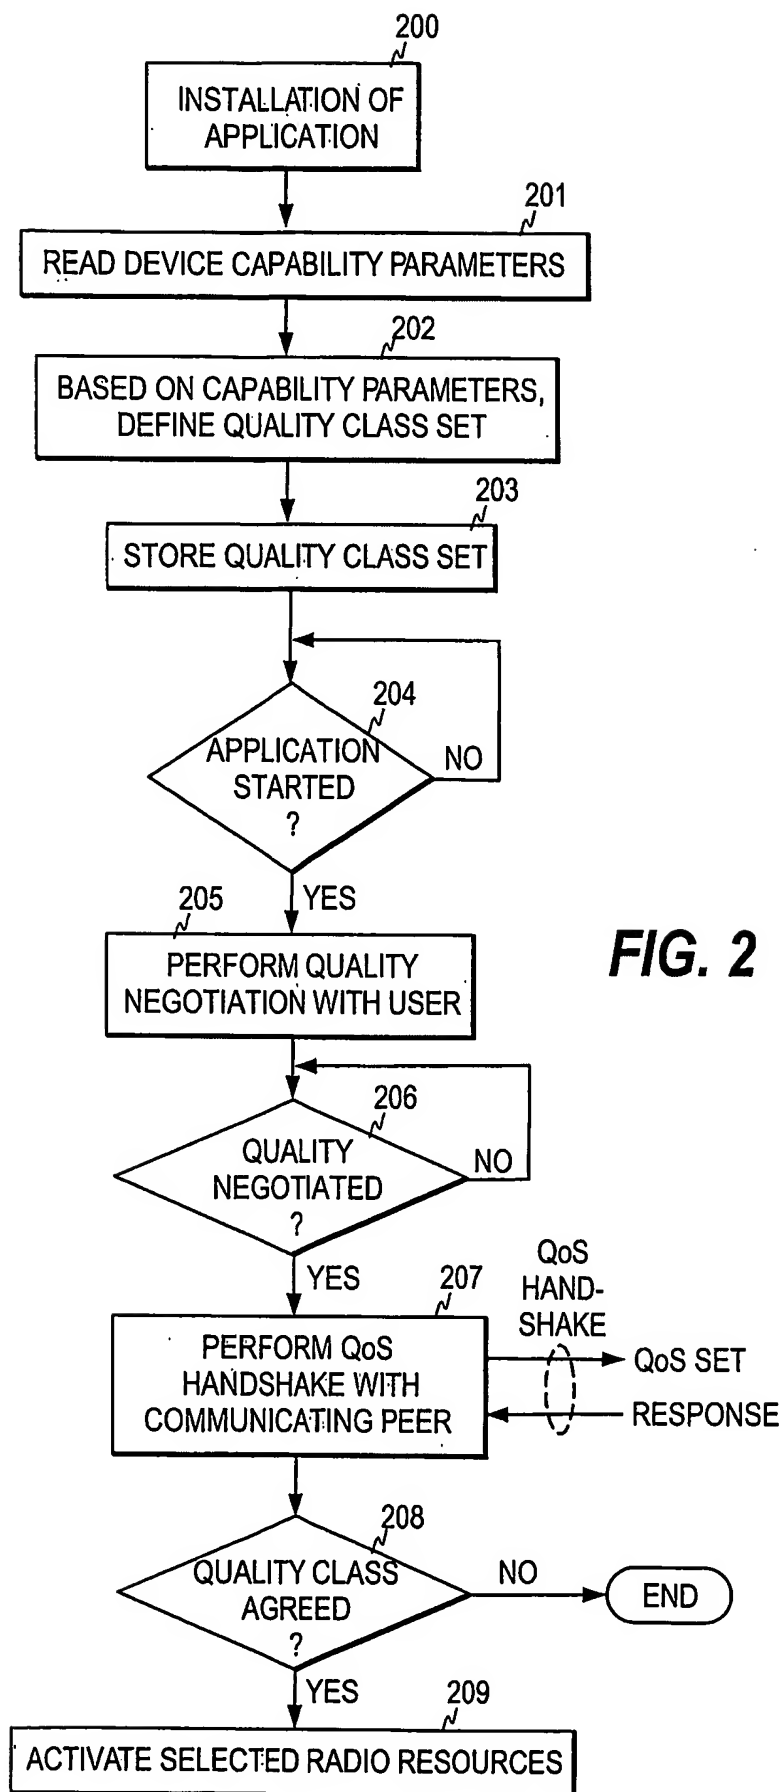 200
INSTALLATION OF
APPLICATION
201
READ DEVICE CAPABILITY PARAMETERS
202
BASED ON CAPABILITY PARAMETERS,
DEFINE QUALITY CLASS SET
203
STORE QUALITY CLASS SET
204
APPLICATION
STARTED
?
NO
YES
205
PERFORM QUALITY
NEGOTIATION WITH USER
FIG. 2
206
QUALITY
NEGOTIATED
?
NO
YES
207
PERFORM QoS
HANDSHAKE WITH
COMMUNICATING PEER
QoS
HAND-
SHAKE
QoS SET
RESPONSE
208
QUALITY CLASS
AGREED
?
NO
END
YES
209
ACTIVATE SELECTED RADIO RESOURCES